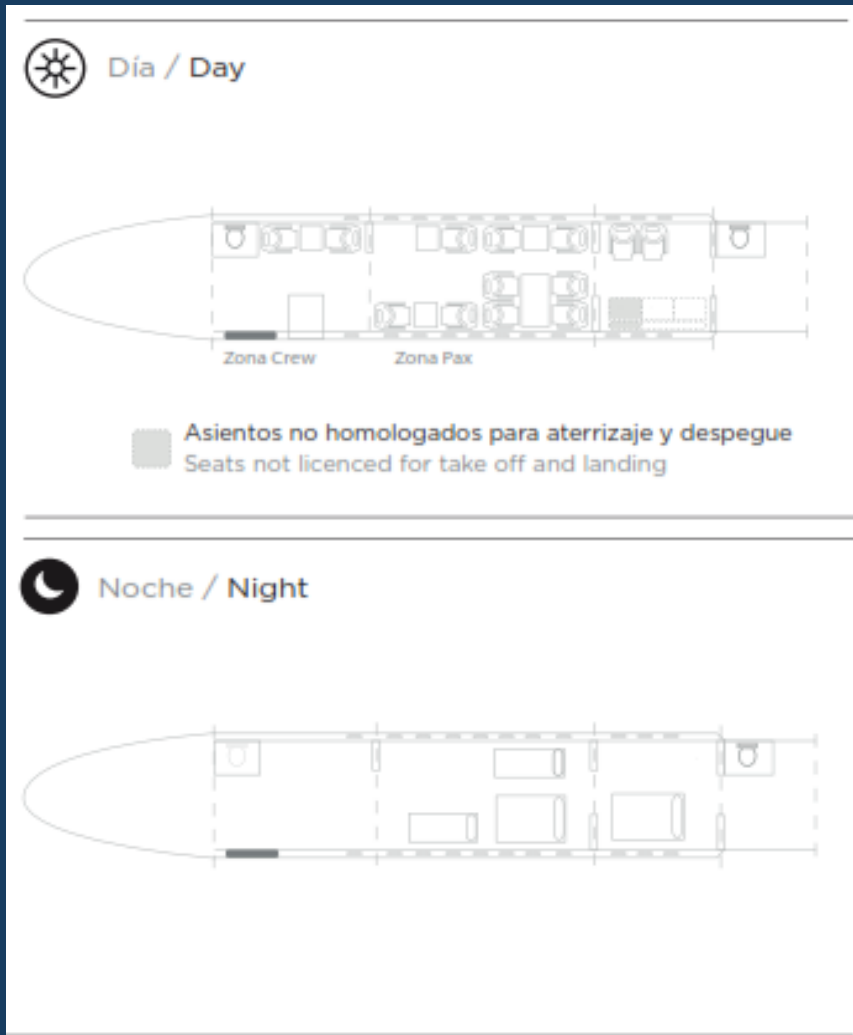 Día / Day
Zona Crew
Zona Pax
Asientos no homologados para aterrizaje y despegue
Seats not licenced for take off and landing
Noche / Night